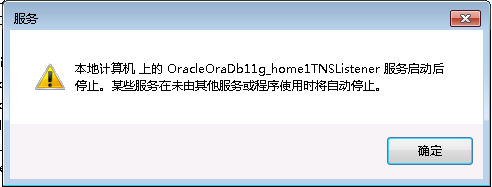 服务
本地计算机 上的 OracleOraDb11g_home1TNSListener 服务启动后
停止。某些服务在未由其他服务或程序使用时将自动停止。
确定